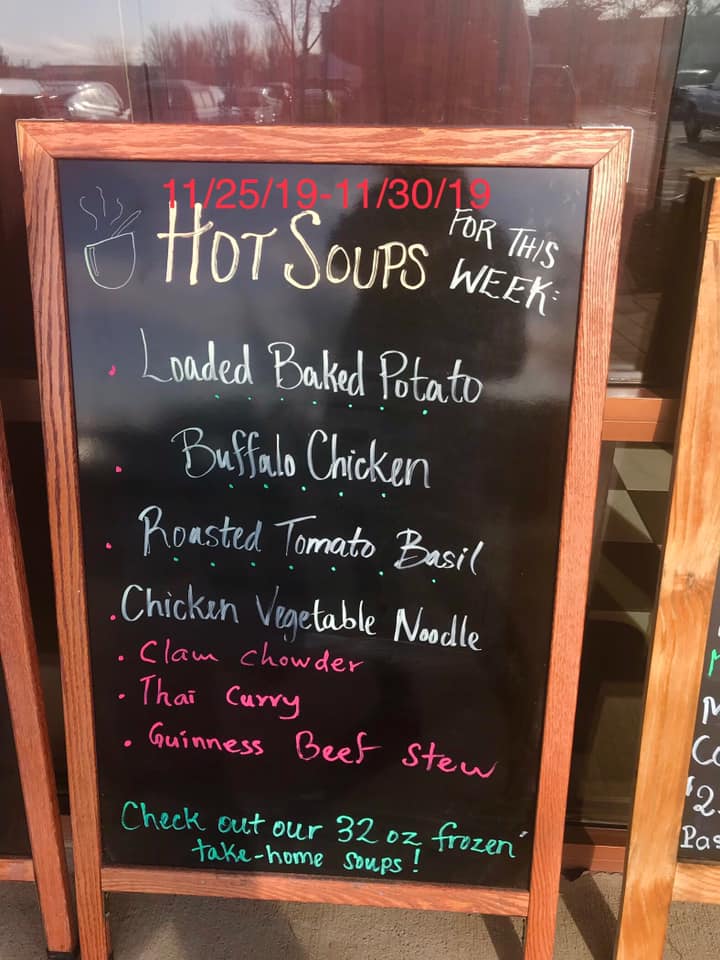 11/25/19-11/30/19
HOT SOUPS FOR THIS
WEEK:
Loaded Baked Potato
Buffalo Chicken
Roasted Tomato Basil
Chicken Vegetable Noodle
Clam Chowder
Thai Curry
Guinness Beef Stew
Check out our 32 oz frozen
take-home soups!